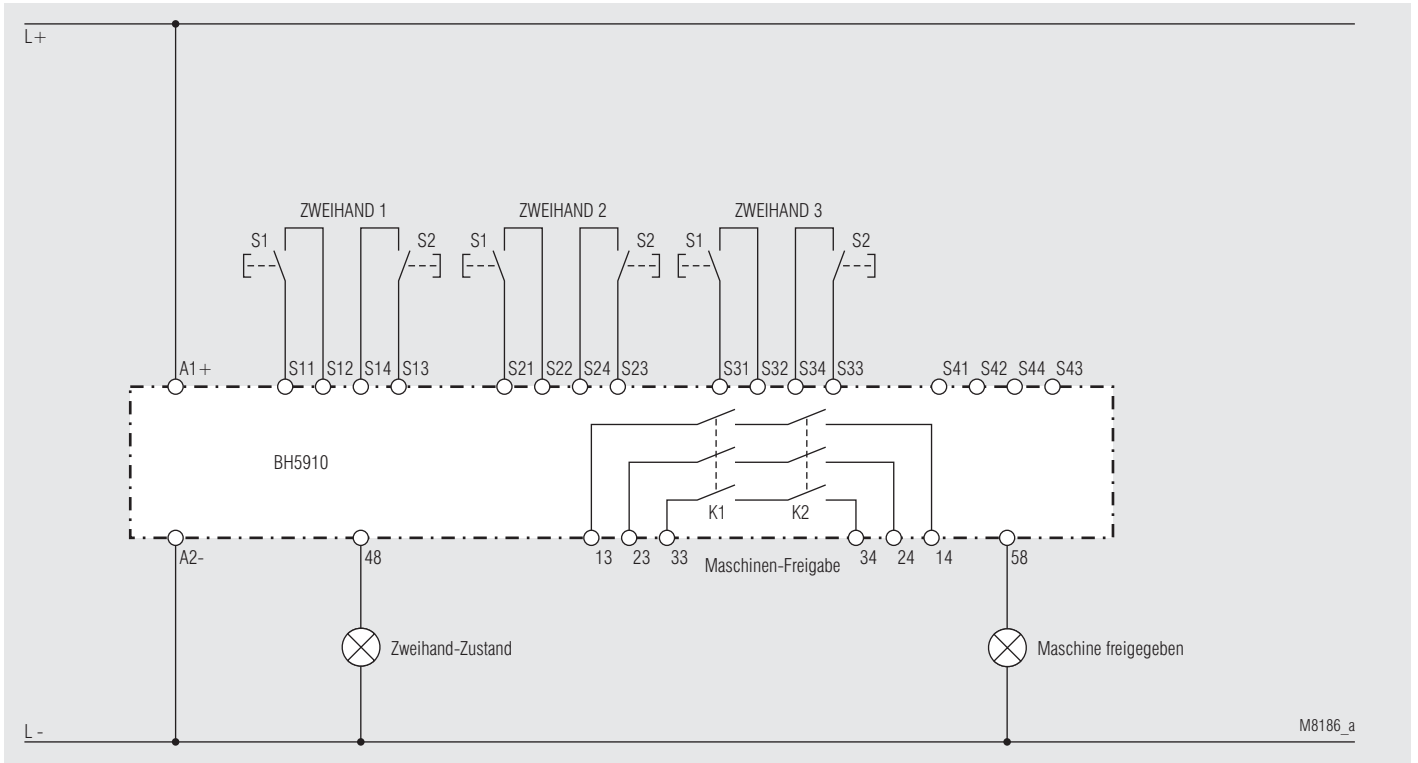 L+
ZWEIHAND 1 ZWEIHAND 2 ZWEIHAND 3
S1 S2 S1 S2 S1 S2
A1+ S11 S12 S14 S13 S21 S22 S24 S23 S31 S32 S34 S33 S41 S42 S44 S43
BH5910
K1 K2
A2- 48 13 23 33 Maschinen-Freigabe 34 24 14 58
Zweihand-Zustand Maschine freigegeben
L - M8186_a